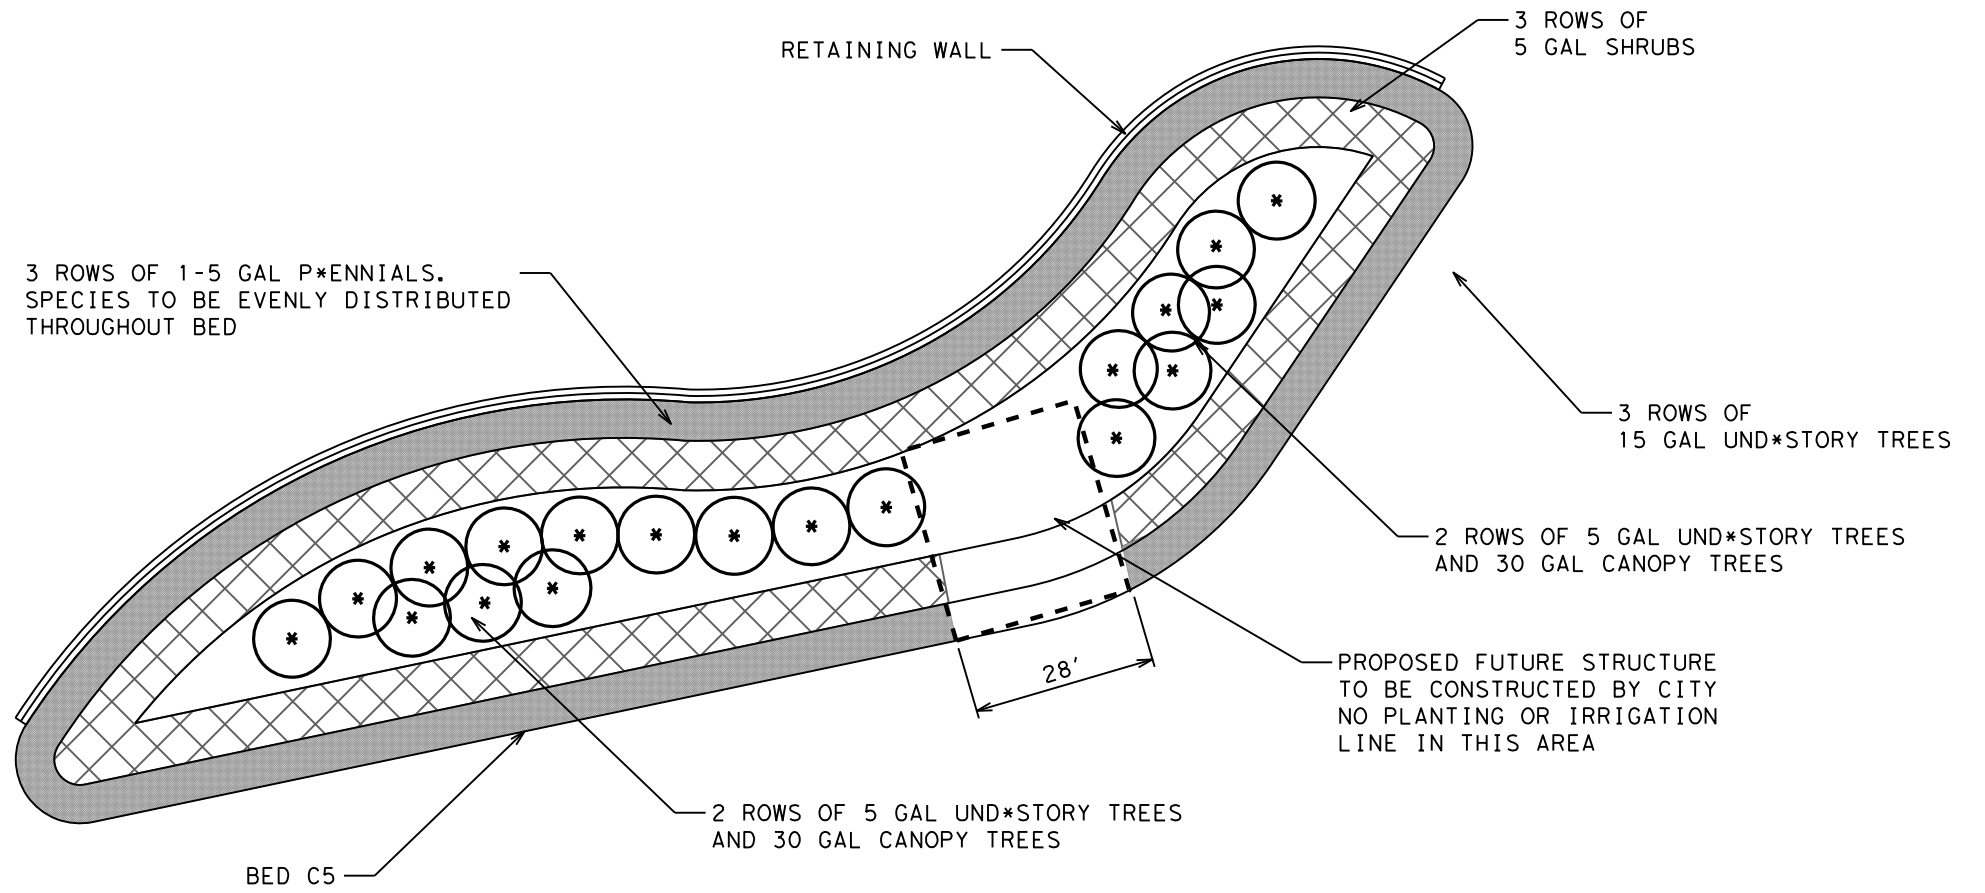 3 ROWS OF
5 GAL SHRUBS
RETAINING WALL
3 ROWS OF 1-5 GAL P*ENNIALS.
SPECIES TO BE EVENLY DISTRIBUTED
THROUGHOUT BED
3 ROWS OF
15 GAL UND*STORY TREES
2 ROWS OF 5 GAL UND*STORY TREES
AND 30 GAL CANOPY TREES
PROPOSED FUTURE STRUCTURE
TO BE CONSTRUCTED BY CITY
NO PLANTING OR IRRIGATION
LINE IN THIS AREA
28'
2 ROWS OF 5 GAL UND*STORY TREES
AND 30 GAL CANOPY TREES
BED C5